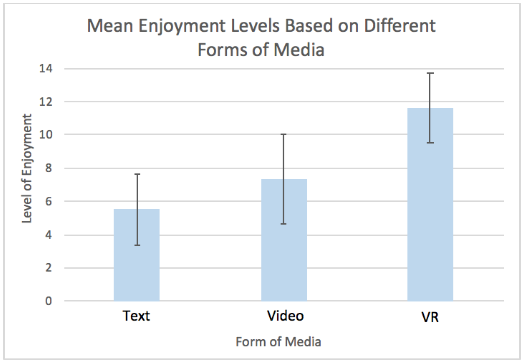 Mean Enjoyment Levels Based on Different
Forms of Media
Level of Enjoyment
14
12
10
8
6
4
2
0
Text Video VR
Form of Media